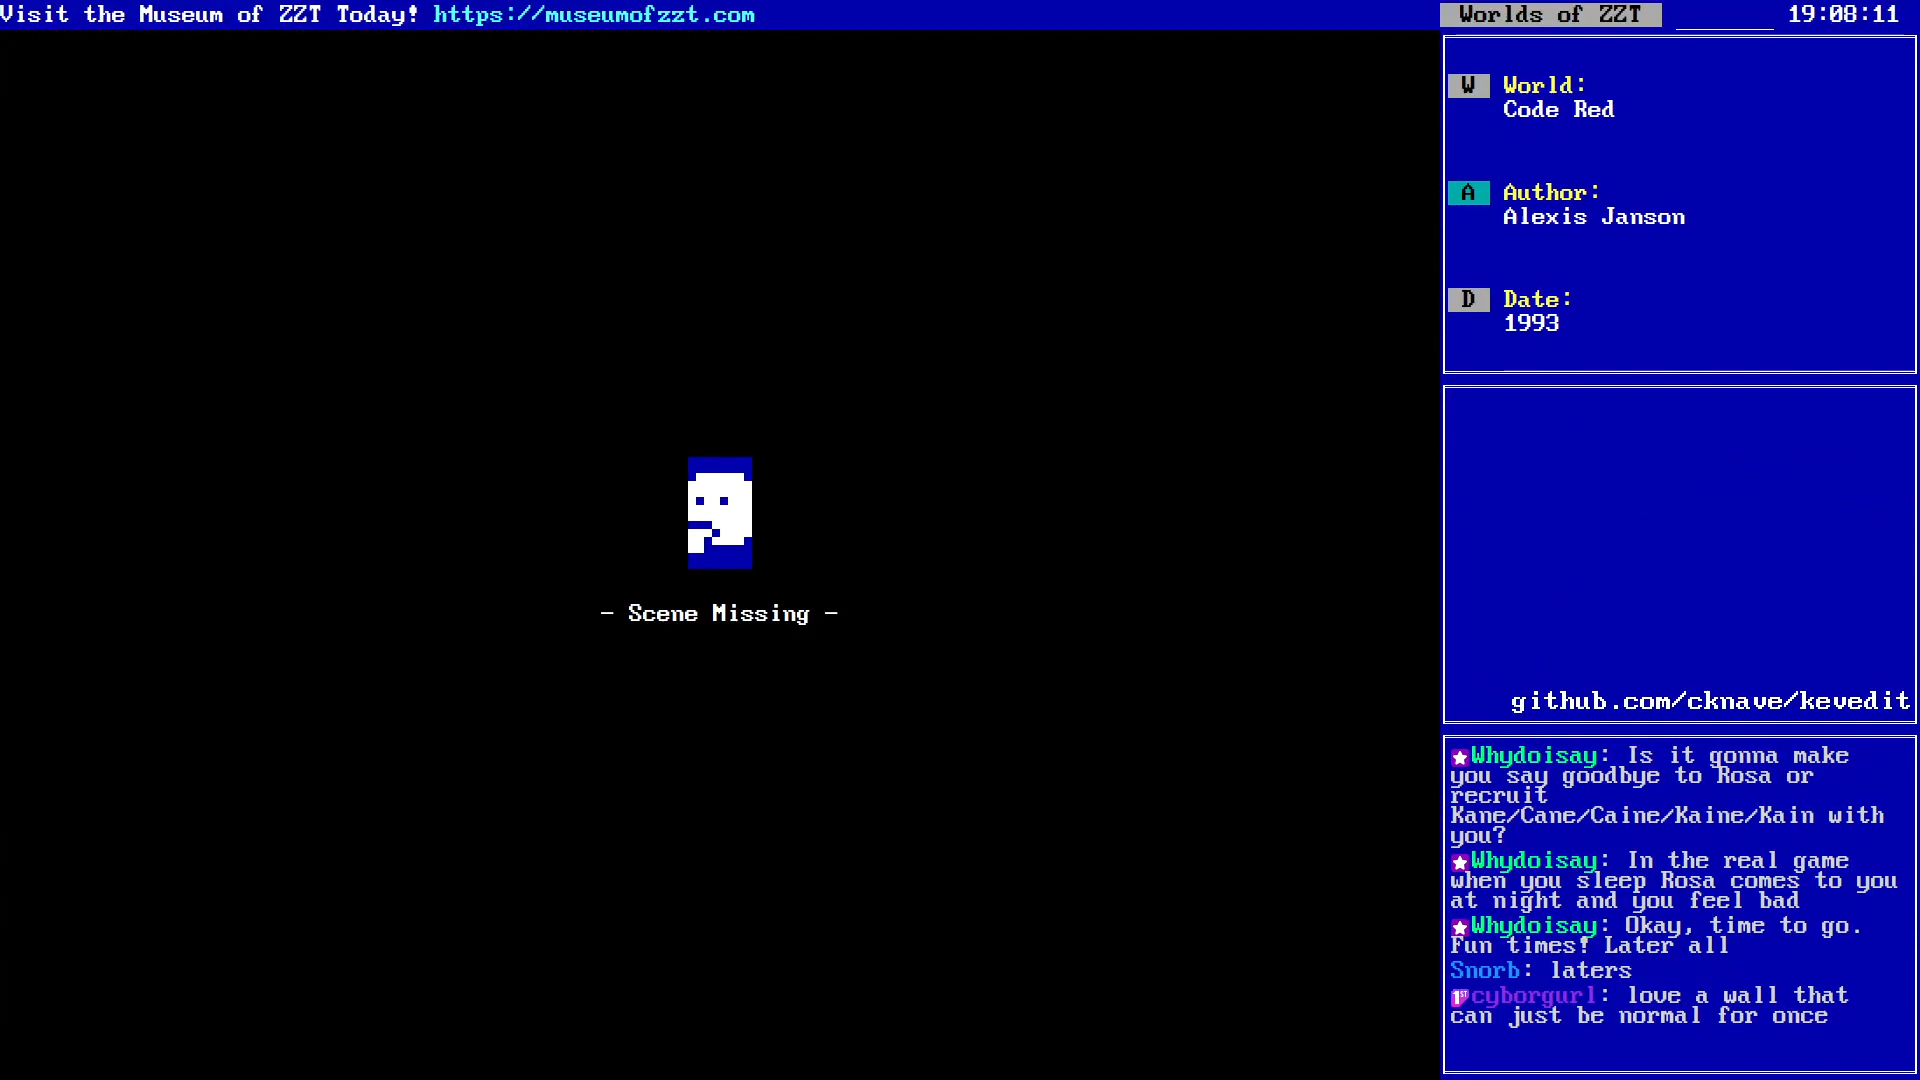 Visit the Museum of ZZT Today! https://museumofzzt.com
Worlds of ZZT
19:08:11
W World:
Code Red
A Author:
Alexis Janson
D Date:
1993
- Scene Missing -
github.com/cknave/kevedit
Whydoisay: Is it gonna make
you say goodbye to Rosa or
recruit
Kane/Cane/Caine/Kaine/Kain with
you?
Whydoisay: In the real game
when you sleep Rosa comes to you
at night and you feel bad
Whydoisay: Okay, time to go.
Fun times! Later all
Snorb: laters
1ST cyborgurl: love a wall that
can just be normal for once